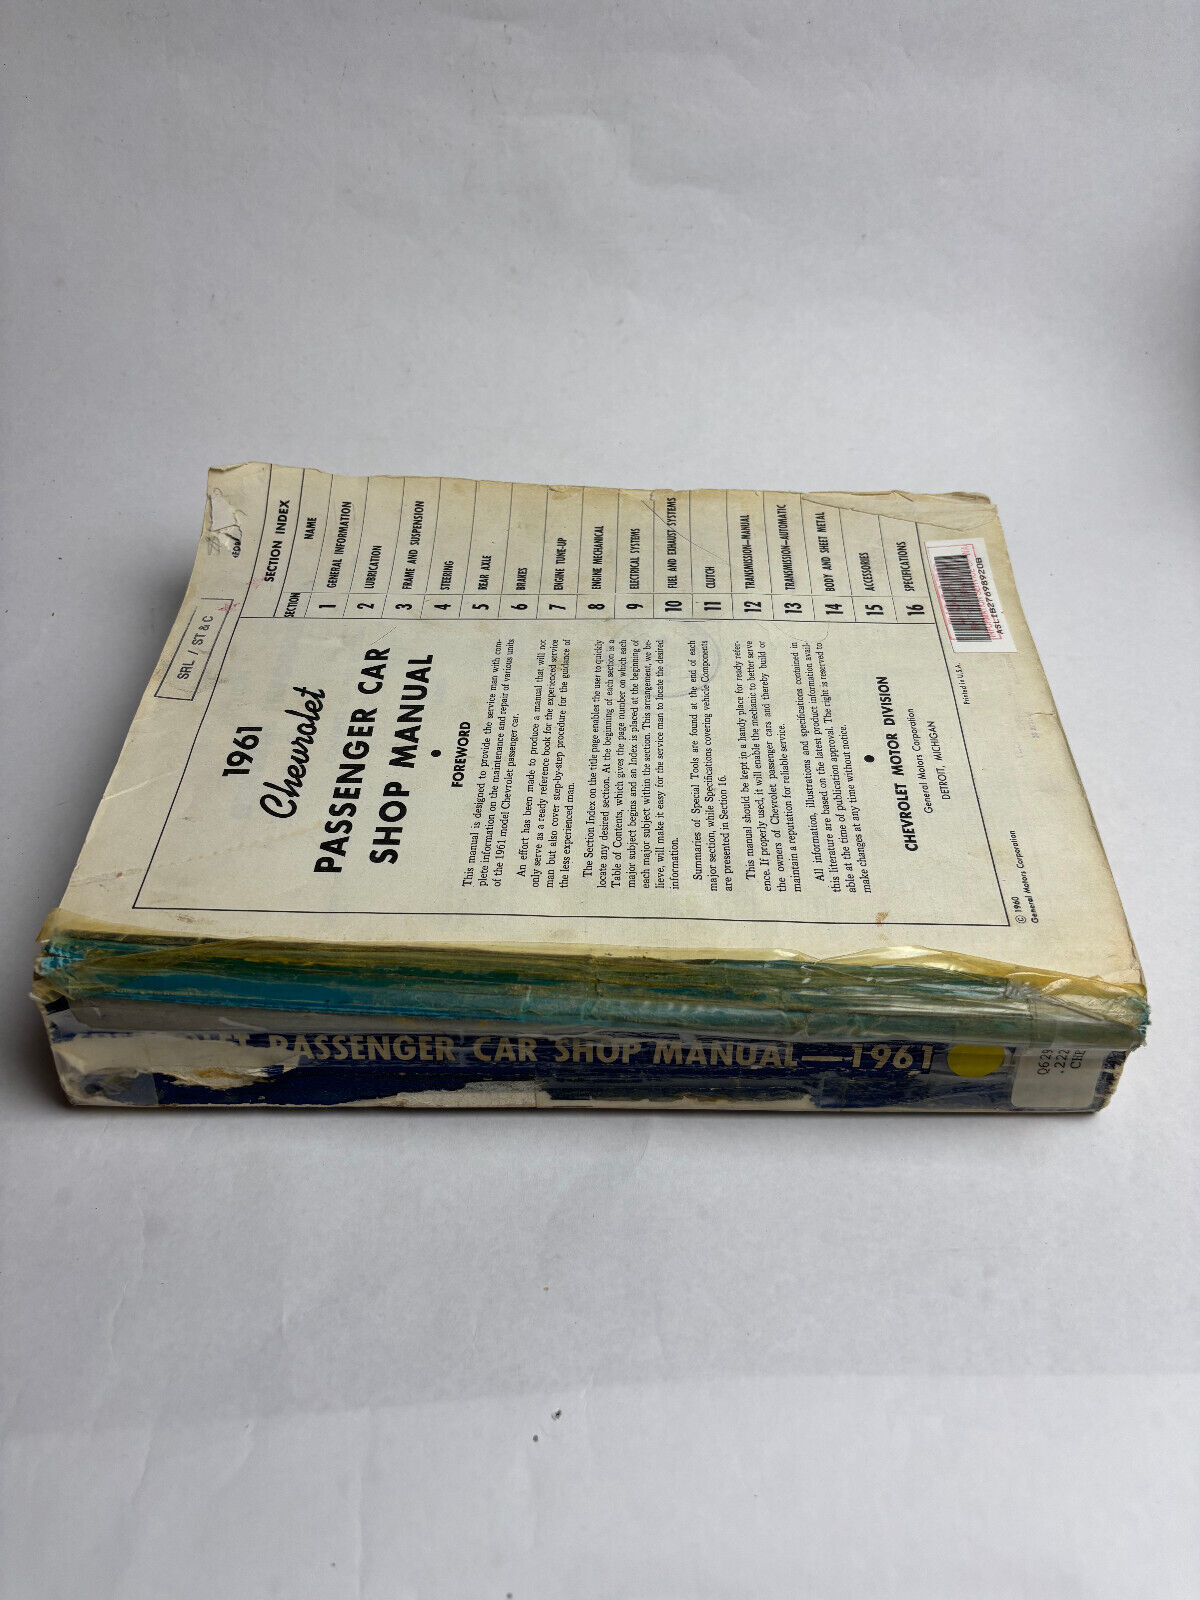 SRL / ST & C
1961
Chevrolet
PASSENGER CAR
SHOP MANUAL
FOREWORD
This manual is designed to provide the service man with com-
plete information on the maintenance and repair of various units
of the 1961 model Chevrolet passenger car.
An effort has been made to produce a manual that will not
only serve as a ready reference book for the experienced service
man but also cover step-by-step procedure for the guidance of
the less experienced man.
The Section Index on the title page enables the user to quickly
locate any desired section. At the beginning of each section is a
Table of Contents, which gives the page number on which each
major subject begins and an Index is placed at the beginning of
each major subject within the section. This arrangement, we be-
lieve, will make it easy for the service man to locate the desired
information.
Summaries of Special Tools are found at the end of each
major section, while Specifications covering vehicle Components
are presented in Section 16.
This manual should be kept in a handy place for ready refer-
ence. If properly used, it will enable the mechanic to better serve
the owners of Chevrolet passenger cars and thereby build or
maintain a reputation for reliable service.
All information, illustrations and specifications contained in
this literature are based on the latest product information avail-
able at the time of publication approval. The right is reserved to
make changes at any time without notice.
CHEVROLET MOTOR DIVISION
General Motors Corporation
DETROIT, MICHIGAN
© 1960
General Motors Corporation
Printed in U.S.A.
SECTION INDEX
SECTION NAME
1 GENERAL INFORMATION
2 LUBRICATION
3 FRAME AND SUSPENSION
4 STEERING
5 REAR AXLE
6 BRAKES
7 ENGINE TUNE-UP
8 ENGINE MECHANICAL
9 ELECTRICAL SYSTEMS
10 FUEL AND EXHAUST SYSTEMS
11 CLUTCH
12 TRANSMISSION—MANUAL
13 TRANSMISSION—AUTOMATIC
14 BODY AND SHEET METAL
15 ACCESSORIES
16 SPECIFICATIONS
PASSENGER CAR SHOP MANUAL—1961
Q629
.222
CHE